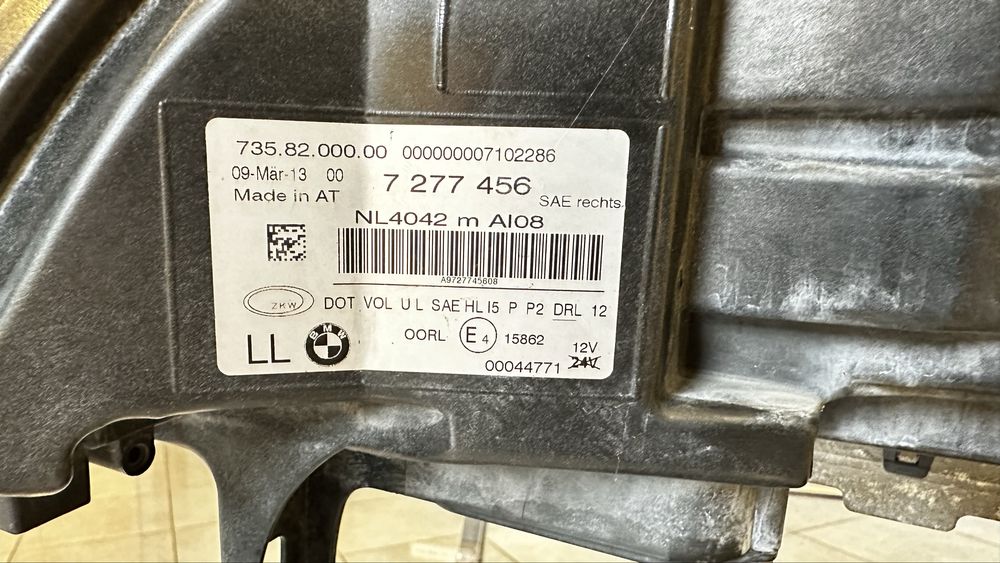 735.82.000.00 000000007102286
09-Mär-13 00 7 277 456
Made in AT SAE rechts
NL4042 m AI08
A9727745608
ZKW DOT VOL U L SAE HL I5 P P2 DRL 12
OORL E4 15862 12V
LL BMW 00044771 24V